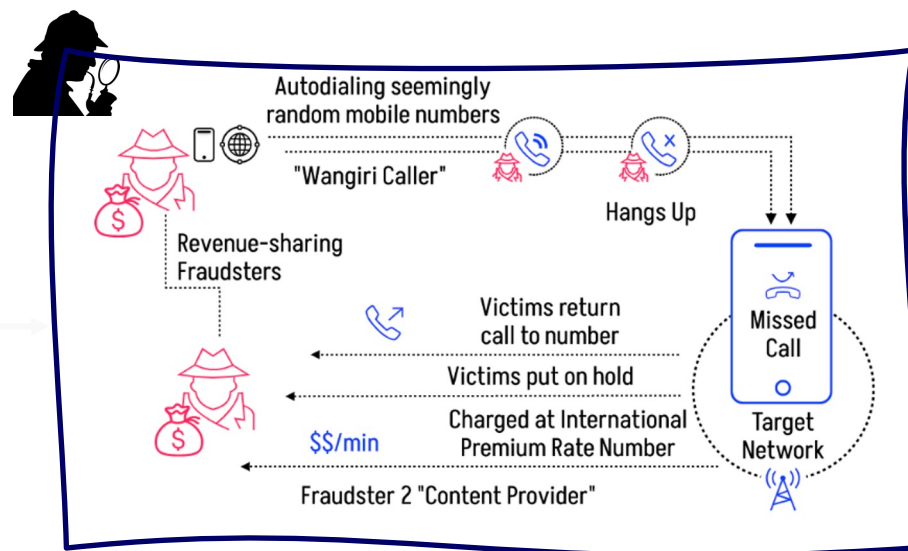 Autodialing seemingly
random mobile numbers
"Wangiri Caller"
Hangs Up
Revenue-sharing
Fraudsters
$
Missed
Call
Victims return
call to number
Victims put on hold
Charged at International
Premium Rate Number
$$/min
$
Target
Network
Fraudster 2 "Content Provider"